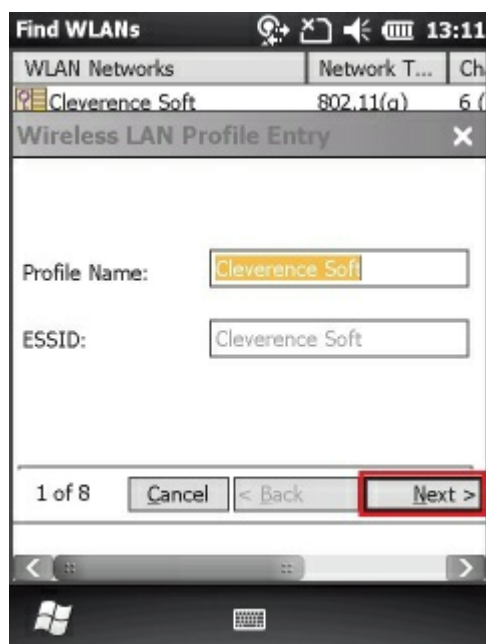 Find WLANs 13:11
WLAN Networks Network T... Ch
Cleverence Soft 802.11(g) 6 (
Wireless LAN Profile Entry
Profile Name: Cleverence Soft
ESSID: Cleverence Soft
1 of 8 Cancel < Back Next >